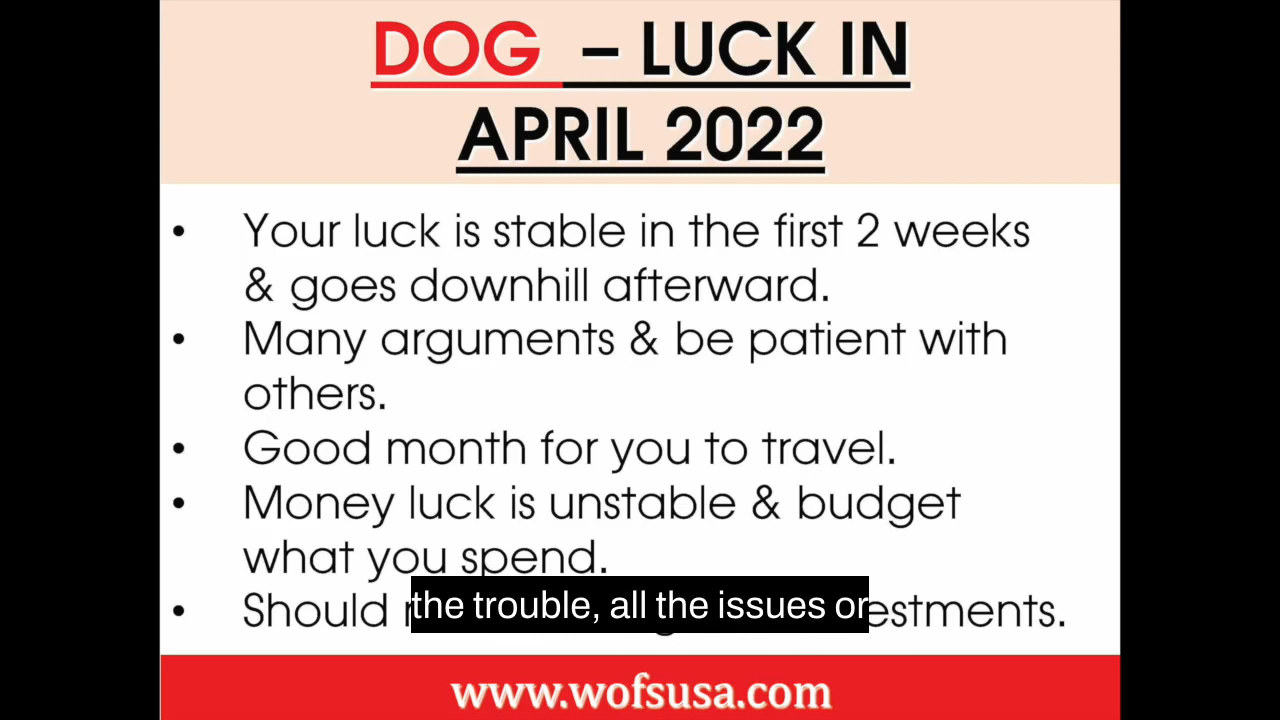 DOG – LUCK IN
APRIL 2022
• Your luck is stable in the first 2 weeks
& goes downhill afterward.
• Many arguments & be patient with
others.
• Good month for you to travel.
• Money luck is unstable & budget
what you spend.
• Should
the trouble, all the issues or
www.wofsusa.com